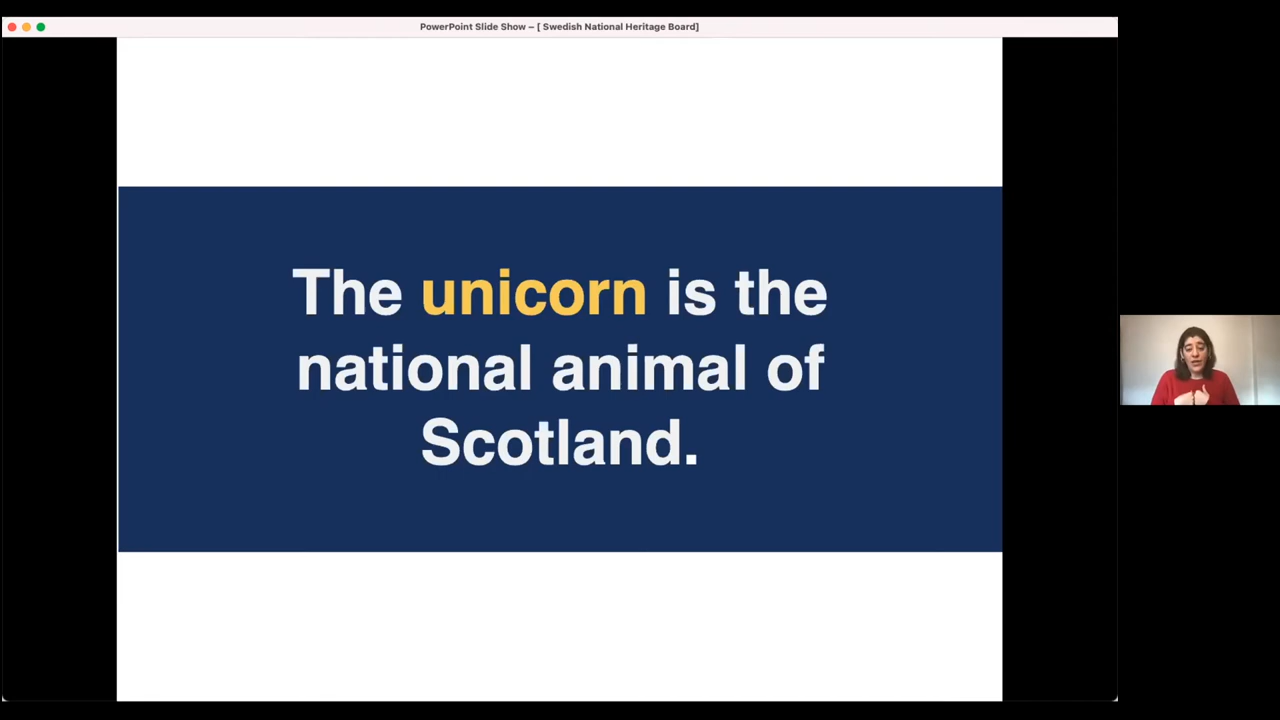 PowerPoint Slide Show – [ Swedish National Heritage Board]
The unicorn is the
national animal of
Scotland.